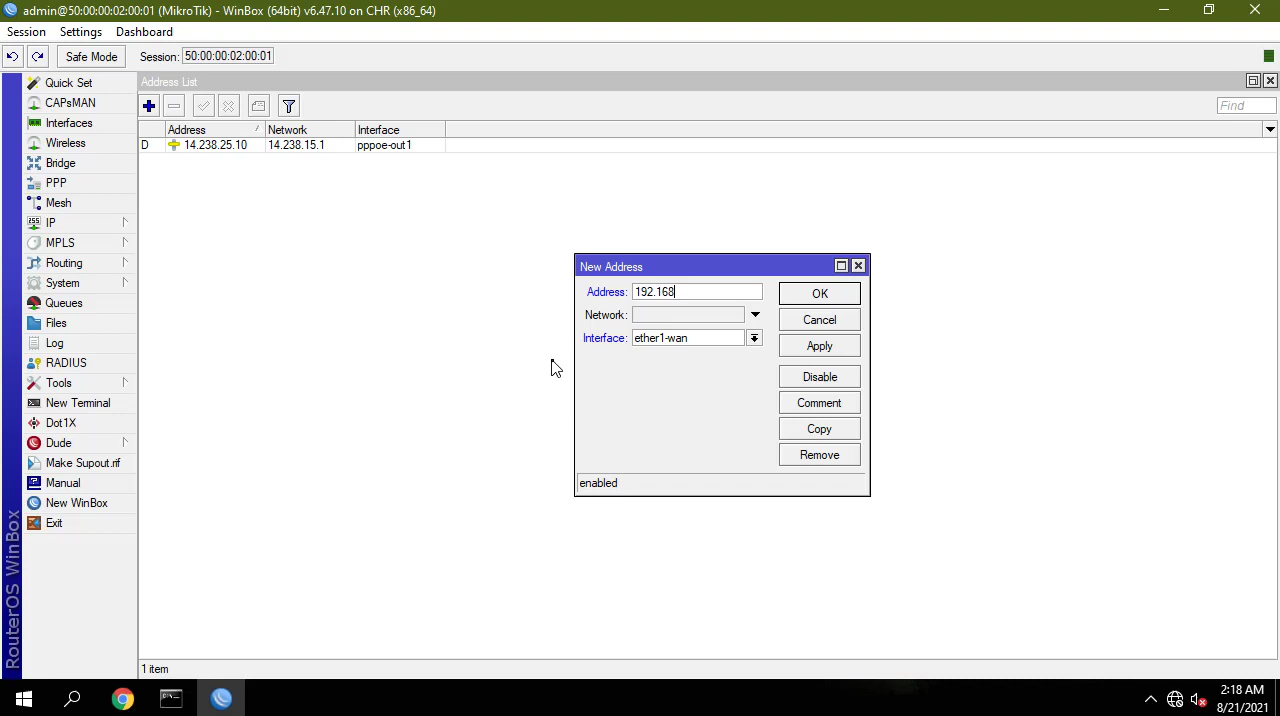 admin@50:00:00:02:00:01 (MikroTik) - WinBox (64bit) v6.47.10 on CHR (x86_64)
Session Settings Dashboard
Safe Mode Session: 50:00:00:02:00:01
Quick Set
CAPsMAN
Interfaces
Wireless
Bridge
PPP
Mesh
IP
MPLS
Routing
System
Queues
Files
Log
RADIUS
Tools
New Terminal
Dot1X
Dude
Make Supout.rif
Manual
New WinBox
Exit
RouterOS WinBox
Address List
Find
Address Network Interface
D 14.238.25.10 14.238.15.1 pppoe-out1
New Address
Address: 192.168
Network:
Interface: ether1-wan
OK
Cancel
Apply
Disable
Comment
Copy
Remove
enabled
1 item
2:18 AM
8/21/2021